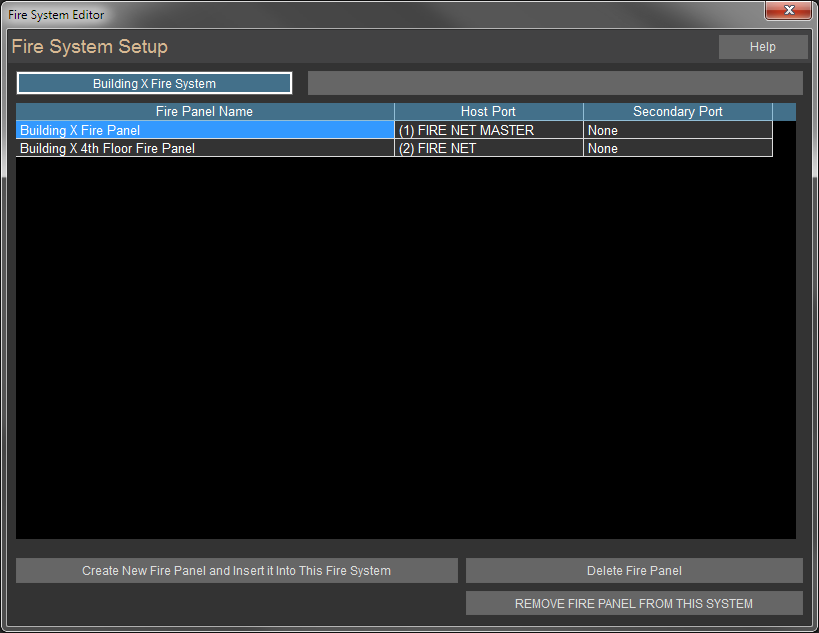 Fire System Editor
Fire System Setup
Help
Building X Fire System
Fire Panel Name Host Port Secondary Port
Building X Fire Panel (1) FIRE NET MASTER None
Building X 4th Floor Fire Panel (2) FIRE NET None
Create New Fire Panel and Insert it Into This Fire System
Delete Fire Panel
REMOVE FIRE PANEL FROM THIS SYSTEM